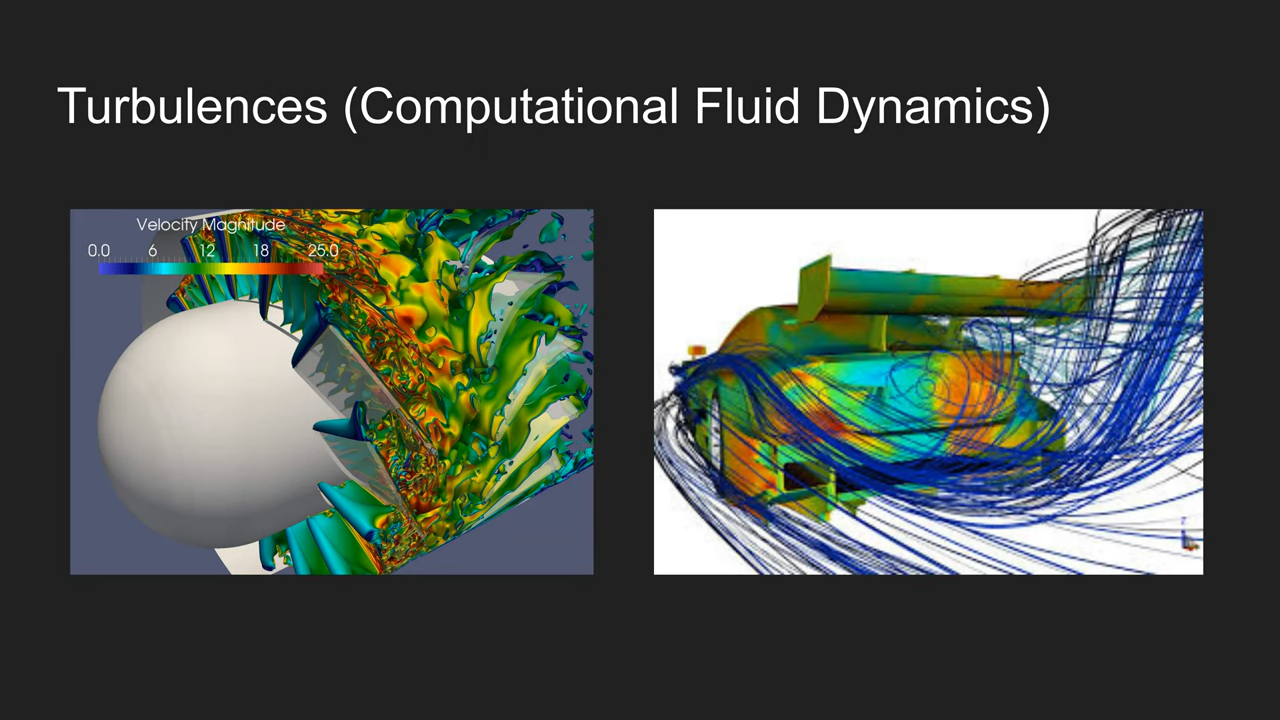 Turbulences (Computational Fluid Dynamics)
Velocity Magnitude
0.0 6 12 18 25.0